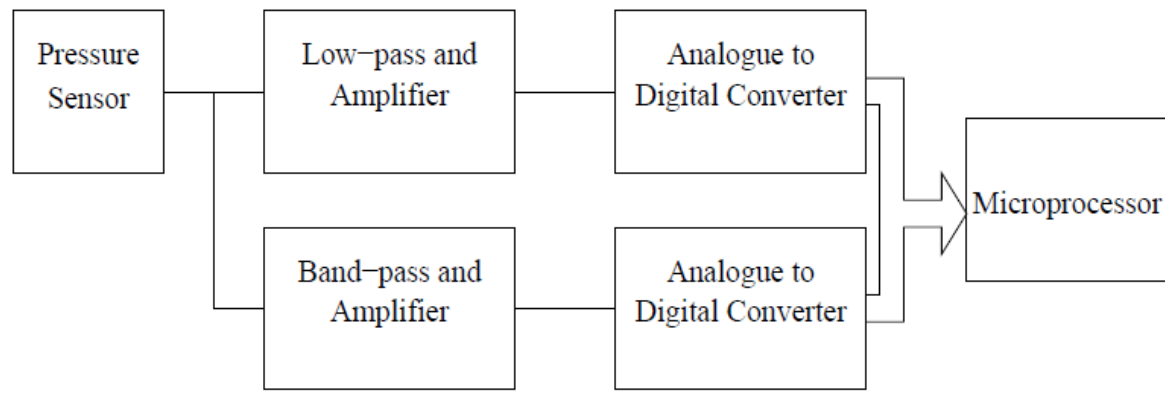 Pressure
Sensor
Low-pass and
Amplifier
Analogue to
Digital Converter
Microprocessor
Band-pass and
Amplifier
Analogue to
Digital Converter